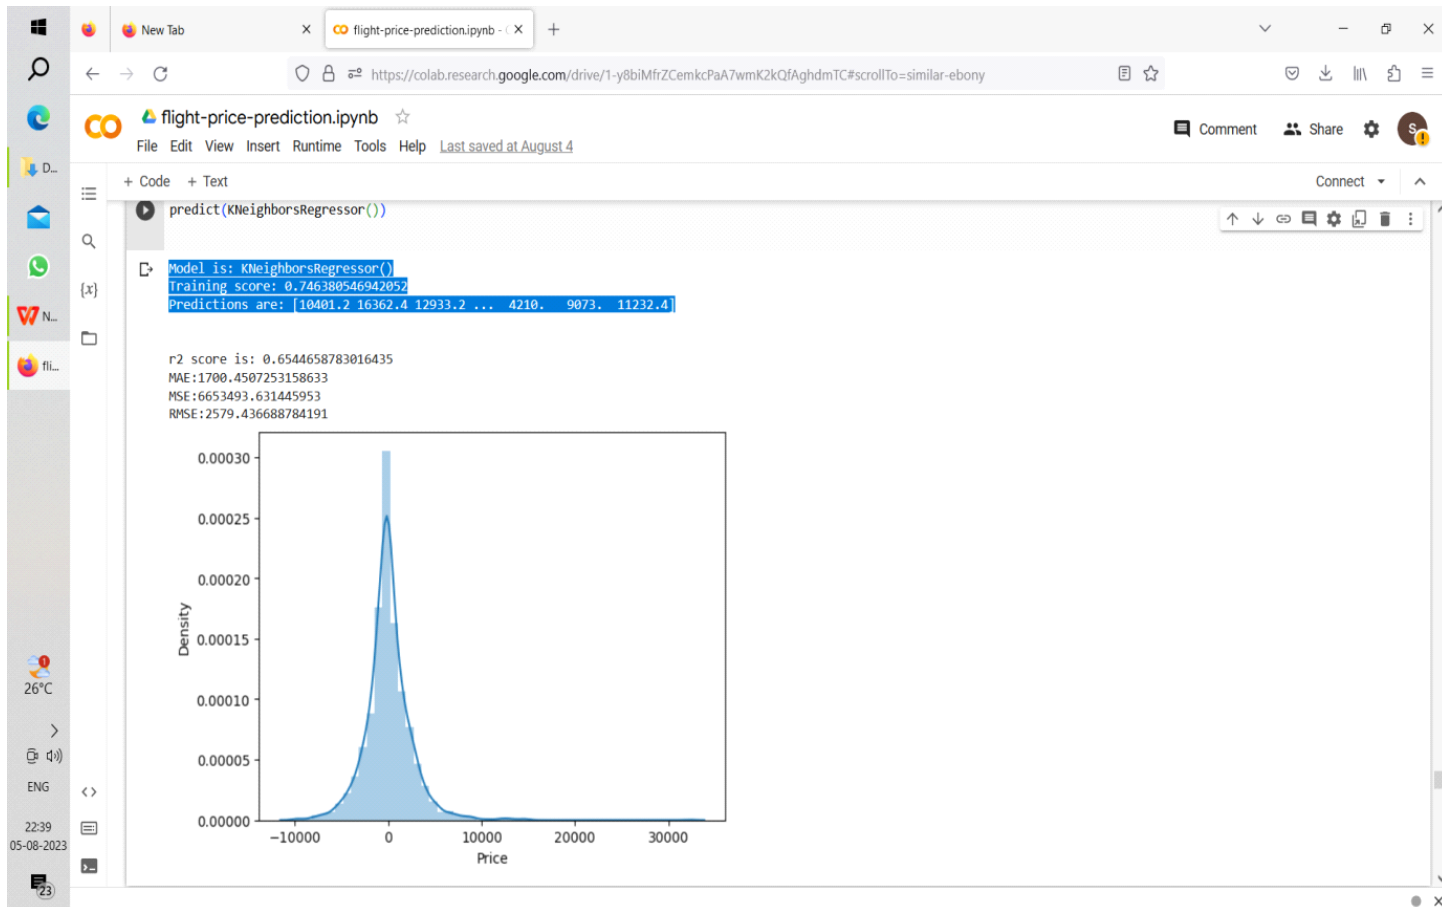 New Tab
flight-price-prediction.ipynb - (
https://colab.research.google.com/drive/1-y8biMfrZCemkcPaA7wmK2kQfAghdmTC#scrollTo=similar-ebony
flight-price-prediction.ipynb
Comment
Share
S
File Edit View Insert Runtime Tools Help Last saved at August 4
+ Code + Text
Connect
predict(KNeighborsRegressor())
Model is: KNeighborsRegressor()
Training score: 0.746380546942052
Predictions are: [10401.2 16362.4 12933.2 ... 4210. 9073. 11232.4]
r2 score is: 0.6544658783016435
MAE:1700.4507253158633
MSE:6653493.631445953
RMSE:2579.436688784191
0.00030
0.00025
0.00020
0.00015
0.00010
0.00005
0.00000
Density
−10000 0 10000 20000 30000
Price
D...
N...
fli...
{x}
1
26°C
ENG
22:39
05-08-2023
23